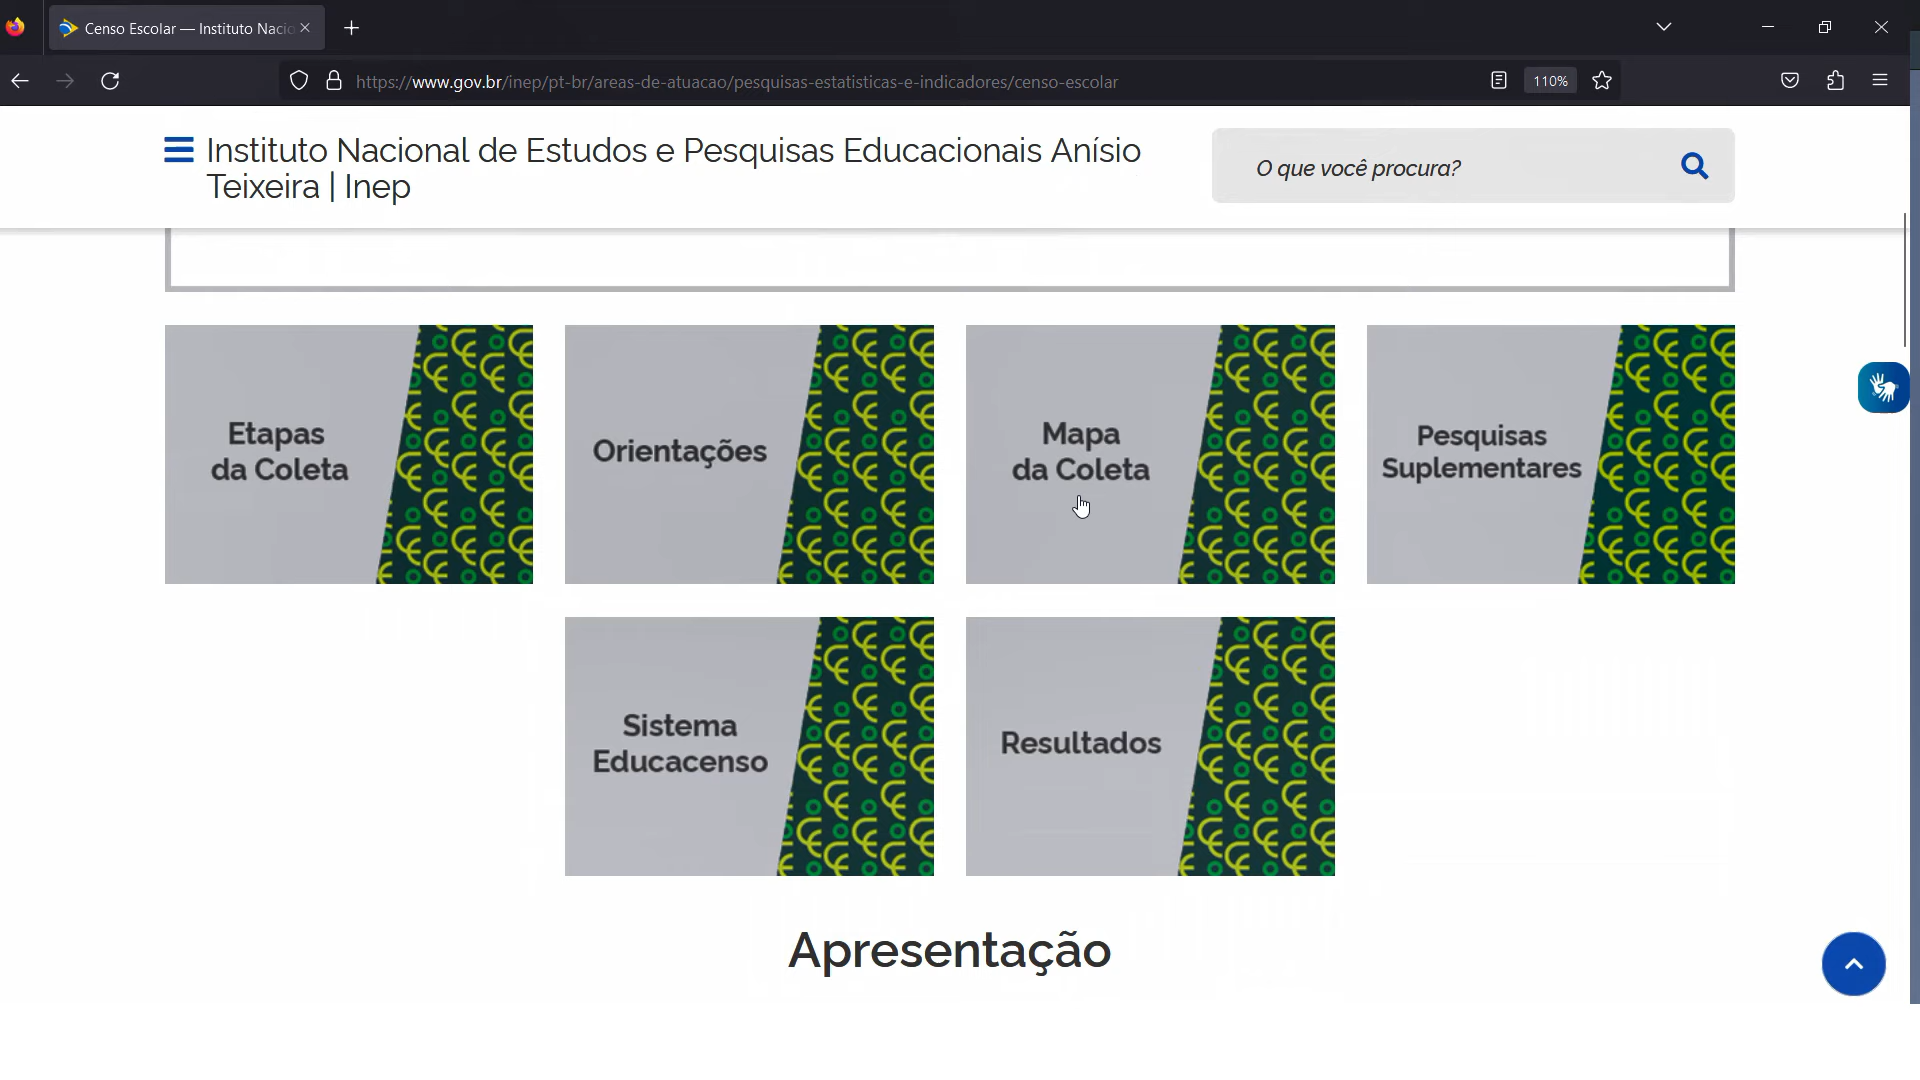 Censo Escolar — Instituto Nacio
https://www.gov.br/inep/pt-br/areas-de-atuacao/pesquisas-estatisticas-e-indicadores/censo-escolar
110%
Instituto Nacional de Estudos e Pesquisas Educacionais Anísio
Teixeira | Inep
O que você procura?
Etapas
da Coleta
Orientações
Mapa
da Coleta
Pesquisas
Suplementares
Sistema
Educacenso
Resultados
Apresentação